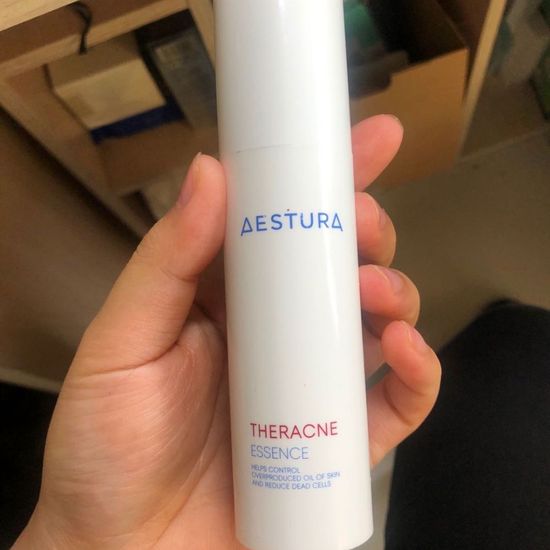 AESTURA
THERACNE
ESSENCE
HELPS CONTROL
OVERPRODUCED OIL OF SKIN
AND REDUCE DEAD CELLS